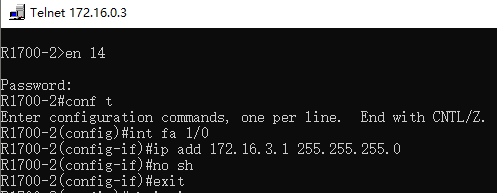 Telnet 172.16.0.3
R1700-2>en 14
Password:
R1700-2#conf t
Enter configuration commands, one per line.  End with CNTL/Z.
R1700-2(config)#int fa 1/0
R1700-2(config-if)#ip add 172.16.3.1 255.255.255.0
R1700-2(config-if)#no sh
R1700-2(config-if)#exit